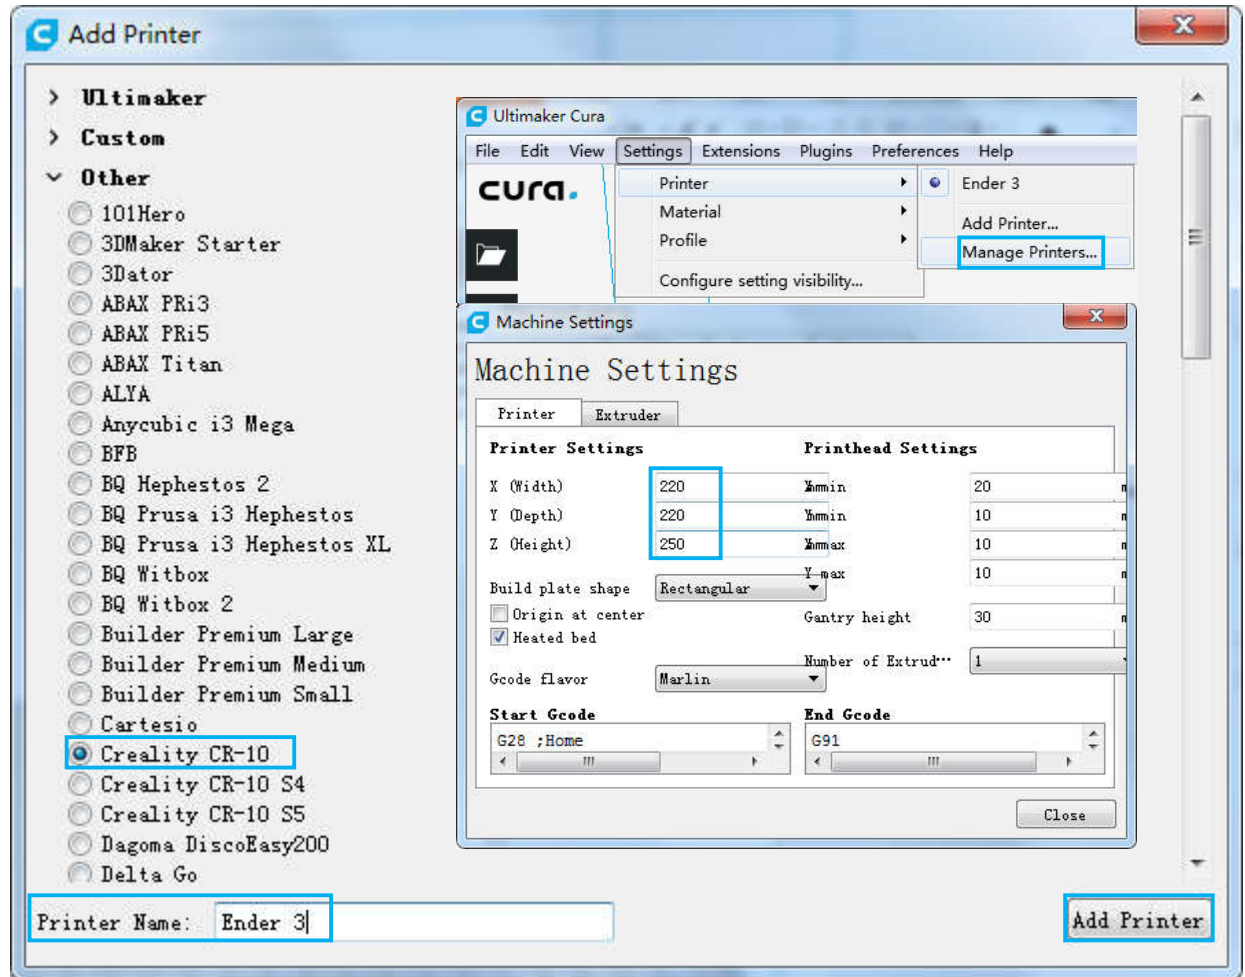 Add Printer
Ultimaker
Custom
Other
101Hero
3DMaker Starter
3Dator
ABAX PRi3
ABAX PRi5
ABAX Titan
ALYA
Anycubic i3 Mega
BFB
BQ Hephestos 2
BQ Prusa i3 Hephestos
BQ Prusa i3 Hephestos XL
BQ Witbox
BQ Witbox 2
Builder Premium Large
Builder Premium Medium
Builder Premium Small
Cartesio
Creality CR-10
Creality CR-10 S4
Creality CR-10 S5
Dagoma DiscoEasy200
Delta Go
Printer Name: Ender 3
Add Printer
Ultimaker Cura
File Edit View Settings Extensions Plugins Preferences Help
cura.
Printer
Material
Profile
Configure setting visibility...
Ender 3
Add Printer...
Manage Printers...
Machine Settings
Machine Settings
Printer Extruder
Printer Settings
X (Width) 220
Y (Depth) 220
Z (Height) 250
Build plate shape Rectangular
Origin at center
Heated bed
Gcode flavor Marlin
Start Gcode
G28 ;Home
Printhead Settings
min 20
min 10
max 10
Y max 10
Gantry height 30
Number of Extrud… 1
End Gcode
G91
Close